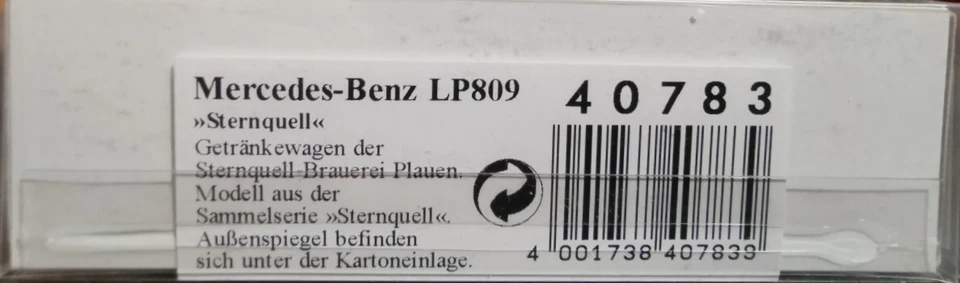 Mercedes-Benz LP809
»Sternquell«
Getränkewagen der
Sternquell-Brauerei Plauen.
Modell aus der
Sammelserie »Sternquell«.
Außenspiegel befinden
sich unter der Kartoneinlage.
40783
4 001738 407839